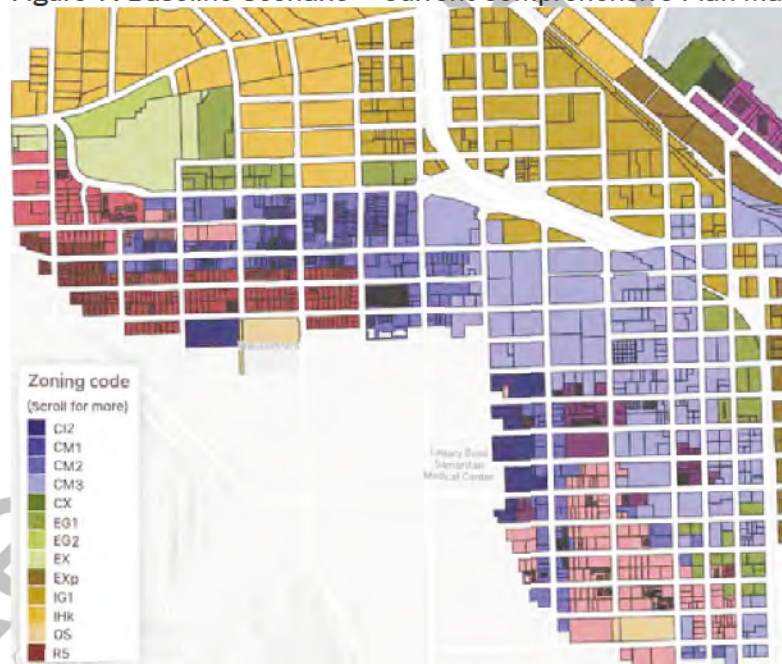 Zoning code
(Scroll for more)
CI2
CM1
CM2
CM3
CX
EG1
EG2
EX
EXp
IG1
IHk
OS
R5
Legacy Good
Samaritan
Medical Center